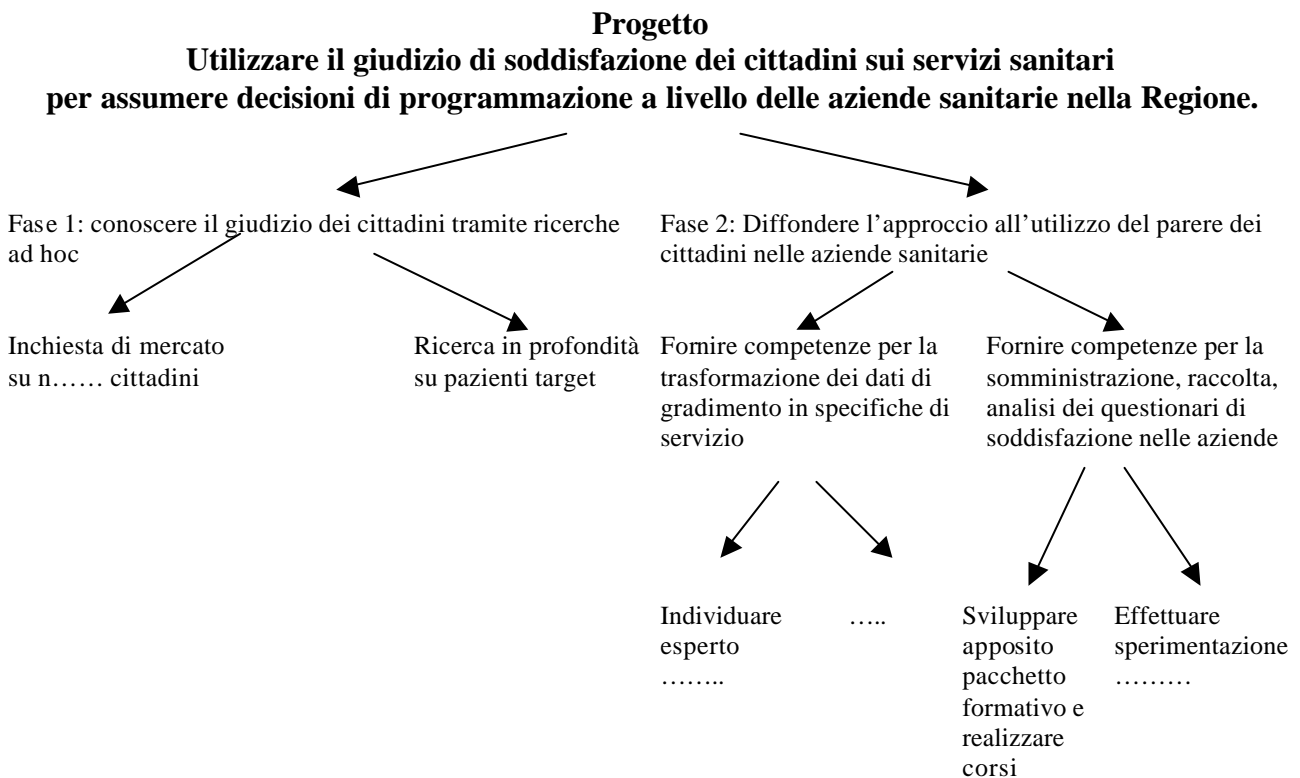 Progetto
Utilizzare il giudizio di soddisfazione dei cittadini sui servizi sanitari
per assumere decisioni di programmazione a livello delle aziende sanitarie nella Regione.
Fase 1: conoscere il giudizio dei cittadini tramite ricerche
ad hoc
Fase 2: Diffondere l’approccio all’utilizzo del parere dei
cittadini nelle aziende sanitarie
Inchiesta di mercato
su n…… cittadini
Ricerca in profondità
su pazienti target
Fornire competenze per la
trasformazione dei dati di
gradimento in specifiche di
servizio
Fornire competenze per la
somministrazione, raccolta,
analisi dei questionari di
soddisfazione nelle aziende
Individuare
esperto
……..
…..
Sviluppare
apposito
pacchetto
formativo e
realizzare
corsi
Effettuare
sperimentazione
………